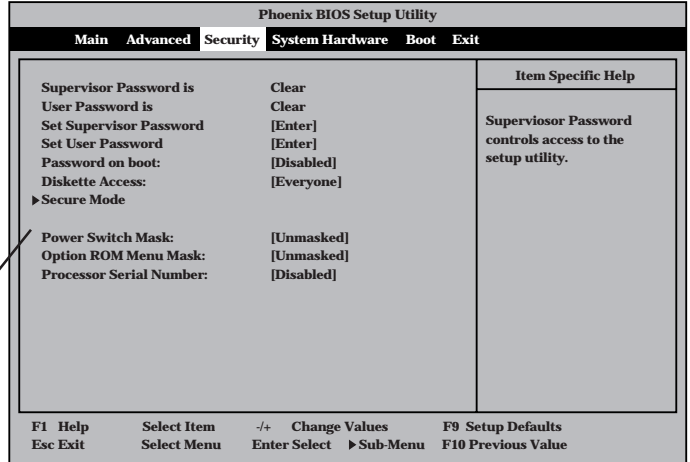 Phoenix BIOS Setup Utility
Main Advanced Security System Hardware Boot Exit
Supervisor Password is Clear
User Password is Clear
Set Supervisor Password [Enter]
Set User Password [Enter]
Password on boot: [Disabled]
Diskette Access: [Everyone]
▶Secure Mode
Power Switch Mask: [Unmasked]
Option ROM Menu Mask: [Unmasked]
Processor Serial Number: [Disabled]
Item Specific Help
Superviosor Password
controls access to the
setup utility.
F1 Help Select Item -/+ Change Values F9 Setup Defaults
Esc Exit Select Menu Enter Select ▶Sub-Menu F10 Previous Value